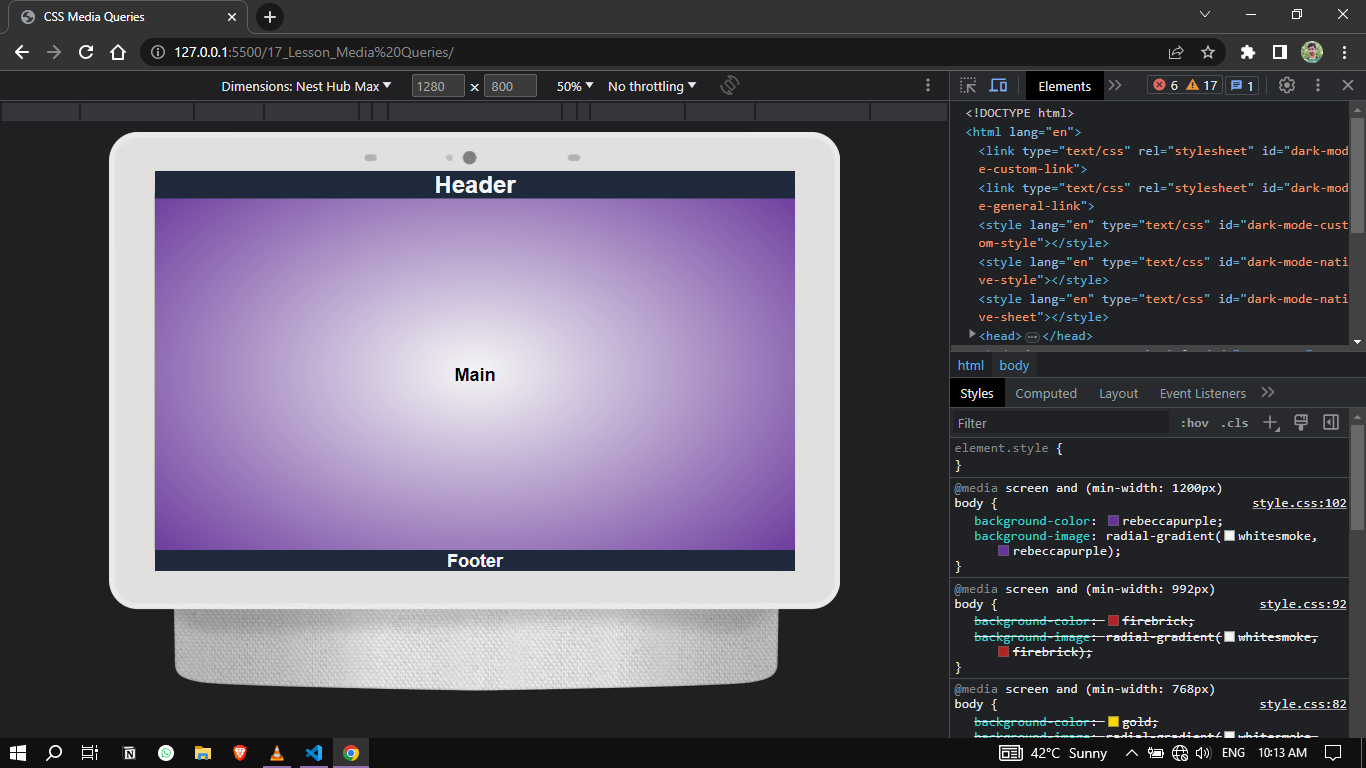 CSS Media Queries
127.0.0.1:5500/17_Lesson_Media%20Queries/
Dimensions: Nest Hub Max 1280 × 800 50% No throttling
Elements 6 17 1
Header
Main
Footer
<!DOCTYPE html>
<html lang="en">
<link type="text/css" rel="stylesheet" id="dark-mod
e-custom-link">
<link type="text/css" rel="stylesheet" id="dark-mod
e-general-link">
<style lang="en" type="text/css" id="dark-mode-cust
om-style"></style>
<style lang="en" type="text/css" id="dark-mode-nati
ve-style"></style>
<style lang="en" type="text/css" id="dark-mode-nati
ve-sheet"></style>
<head> … </head>
html body
Styles Computed Layout Event Listeners
Filter :hov .cls
element.style {
}
@media screen and (min-width: 1200px)
body { style.css:102
background-color: rebeccapurple;
background-image: radial-gradient( whitesmoke,
rebeccapurple);
}
@media screen and (min-width: 992px)
body { style.css:92
background-color: firebrick;
background-image: radial-gradient( whitesmoke,
firebrick);
}
@media screen and (min-width: 768px)
body { style.css:82
background-color: gold;
background-image: radial-gradient( whitesmoke,
42°C Sunny ENG 10:13 AM